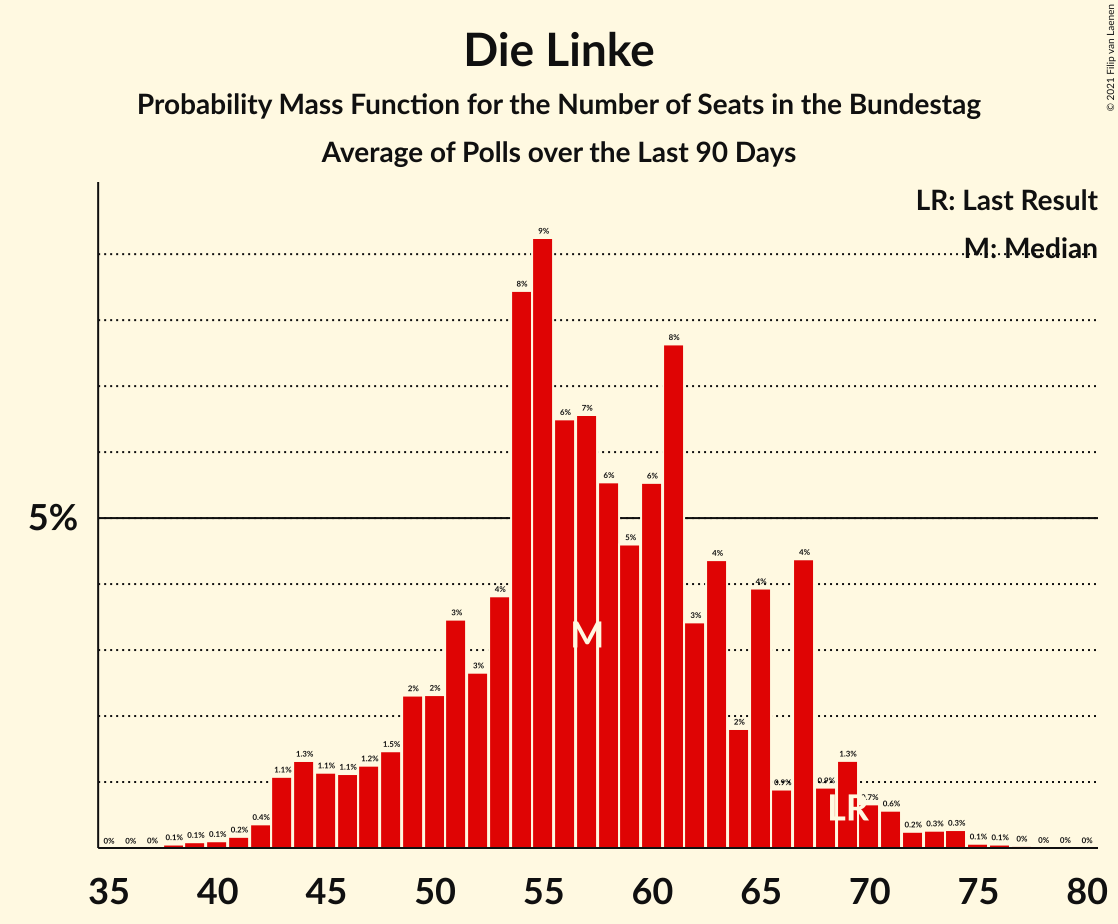 Die Linke
Probability Mass Function for the Number of Seats in the Bundestag
Average of Polls over the Last 90 Days
© 2021 Filip van Laenen
LR: Last Result
M: Median
5%
0% 0% 0% 0.1% 0.1% 0.1% 0.2% 0.4% 1.1% 1.3% 1.1% 1.1% 1.2% 1.5% 2% 2% 3% 3% 4% 8% 9% 6% 7% 6% 5% 6% 8% 3% 4% 2% 4% 0.9% 4% 0.9% 1.3% 0.7% 0.6% 0.2% 0.3% 0.3% 0.1% 0.1% 0% 0% 0% 0%
M
LR
35 40 45 50 55 60 65 70 75 80